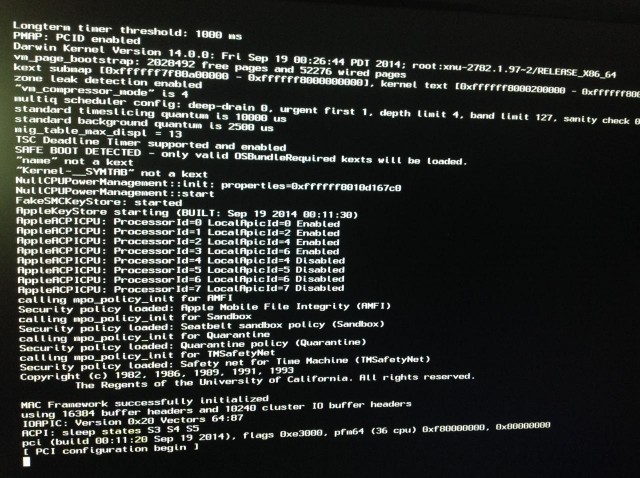 Longterm timer threshold: 1000 ms
PMAP: PCID enabled
Darwin Kernel Version 14.0.0: Fri Sep 19 00:26:44 PDT 2014; root:xnu-2782.1.97~2/RELEASE_X86_64
vm_page_bootstrap: 2028492 free pages and 52276 wired pages
kext submap [0xffffff7f80a00000 - 0xffffff8000000000], kernel text [0xffffff8000200000 - 0xffffff800
zone leak detection enabled
"vm_compressor_mode" is 4
multiq scheduler config: deep-drain 0, urgent first 1, depth limit 4, band limit 127, sanity check 0
standard timeslicing quantum is 10000 us
standard background quantum is 2500 us
mig_table_max_displ = 13
TSC Deadline Timer supported and enabled
SAFE BOOT DETECTED - only valid OSBundleRequired kexts will be loaded.
"name" not a kext
"Kernel-__SYMTAB" not a kext
NullCPUPowerManagement::init: properties=0xffffff8010d167c0
NullCPUPowerManagement::start
FakeSMCKeyStore: started
AppleKeyStore starting (BUILT: Sep 19 2014 00:11:30)
AppleACPICPU: ProcessorId=0 LocalApicId=0 Enabled
AppleACPICPU: ProcessorId=1 LocalApicId=2 Enabled
AppleACPICPU: ProcessorId=2 LocalApicId=4 Enabled
AppleACPICPU: ProcessorId=3 LocalApicId=6 Enabled
AppleACPICPU: ProcessorId=4 LocalApicId=4 Disabled
AppleACPICPU: ProcessorId=5 LocalApicId=5 Disabled
AppleACPICPU: ProcessorId=6 LocalApicId=6 Disabled
AppleACPICPU: ProcessorId=7 LocalApicId=7 Disabled
calling mpo_policy_init for AMFI
Security policy loaded: Apple Mobile File Integrity (AMFI)
calling mpo_policy_init for Sandbox
Security policy loaded: Seatbelt sandbox policy (Sandbox)
calling mpo_policy_init for Quarantine
Security policy loaded: Quarantine policy (Quarantine)
calling mpo_policy_init for TMSafetyNet
Security policy loaded: Safety net for Time Machine (TMSafetyNet)
Copyright (c) 1982, 1986, 1989, 1991, 1993
The Regents of the University of California. All rights reserved.
MAC Framework successfully initialized
using 16384 buffer headers and 10240 cluster IO buffer headers
IOAPIC: Version 0x20 Vectors 64:87
ACPI: sleep states S3 S4 S5
pci (build 00:11:20 Sep 19 2014), flags 0xe3000, pfm64 (36 cpu) 0xf80000000, 0x80000000
[ PCI configuration begin ]